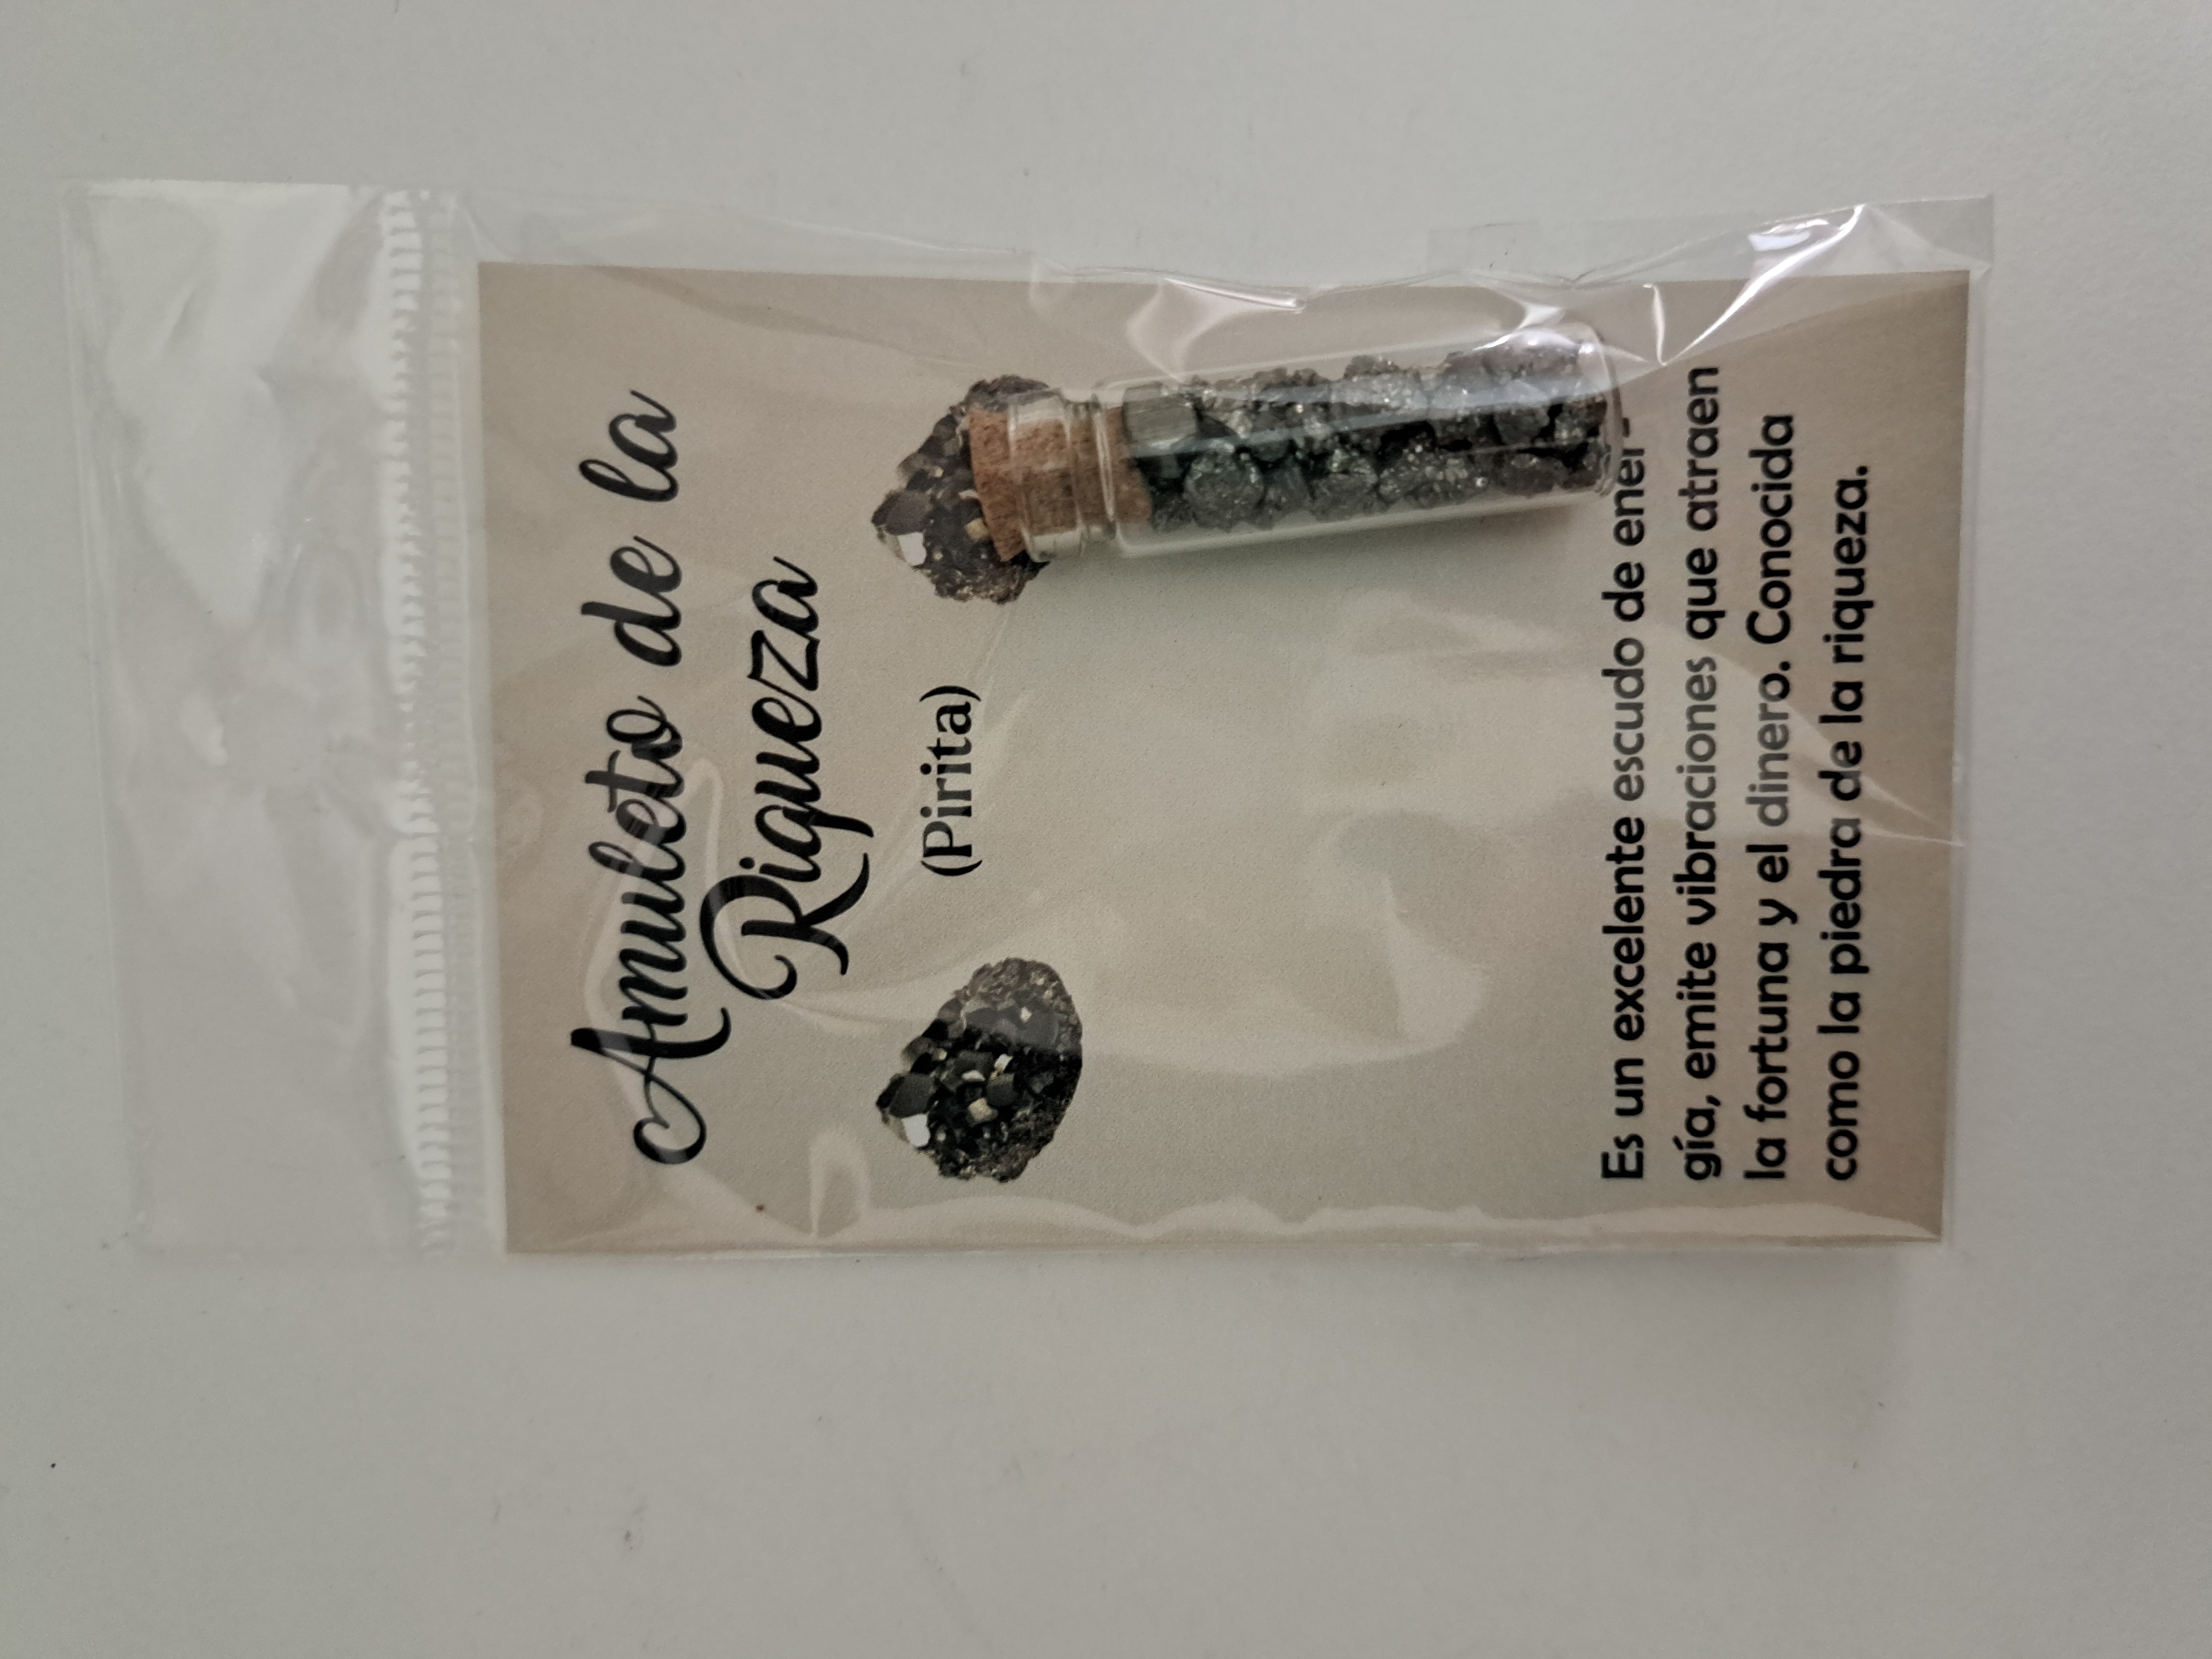 Amuleto de la
Riqueza
(Pirita)
Es un excelente escudo de ener-
gía, emite vibraciones que atraen
la fortuna y el dinero. Conocida
como la piedra de la riqueza.